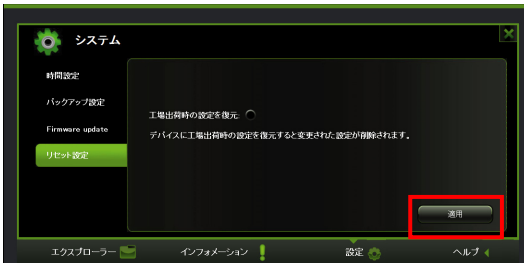 システム
時間設定
バックアップ設定
Firmware update
リセット設定
工場出荷時の設定を復元:
デバイスに工場出荷時の設定を復元すると変更された設定が削除されます。
適用
エクスプローラー
インフォメーション
設定
ヘルプ